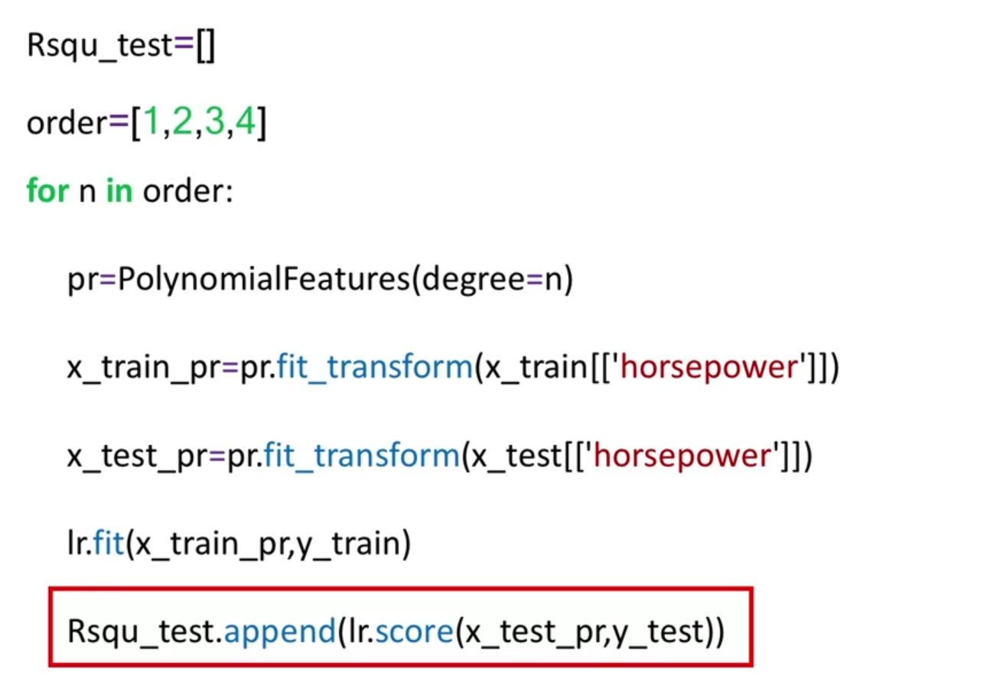 Rsqu_test=[]
order=[1,2,3,4]
for n in order:
pr=PolynomialFeatures(degree=n)
x_train_pr=pr.fit_transform(x_train[['horsepower']])
x_test_pr=pr.fit_transform(x_test[['horsepower']])
lr.fit(x_train_pr,y_train)
Rsqu_test.append(lr.score(x_test_pr,y_test))